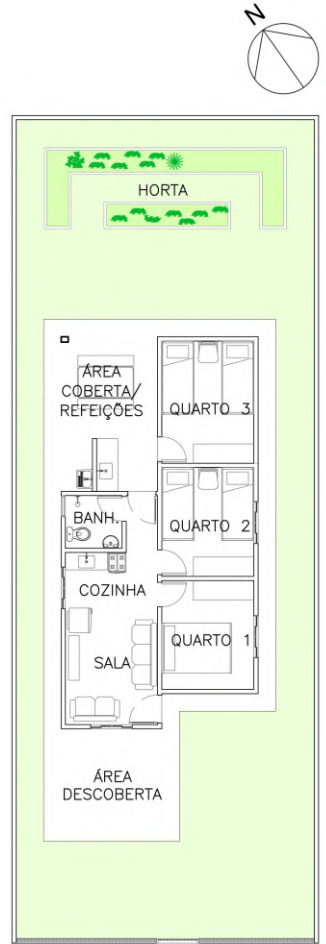 N
HORTA
ÁREA
COBERTA/
REFEIÇÕES
QUARTO 3
BANH.
QUARTO 2
COZINHA
QUARTO 1
SALA
ÁREA
DESCOBERTA